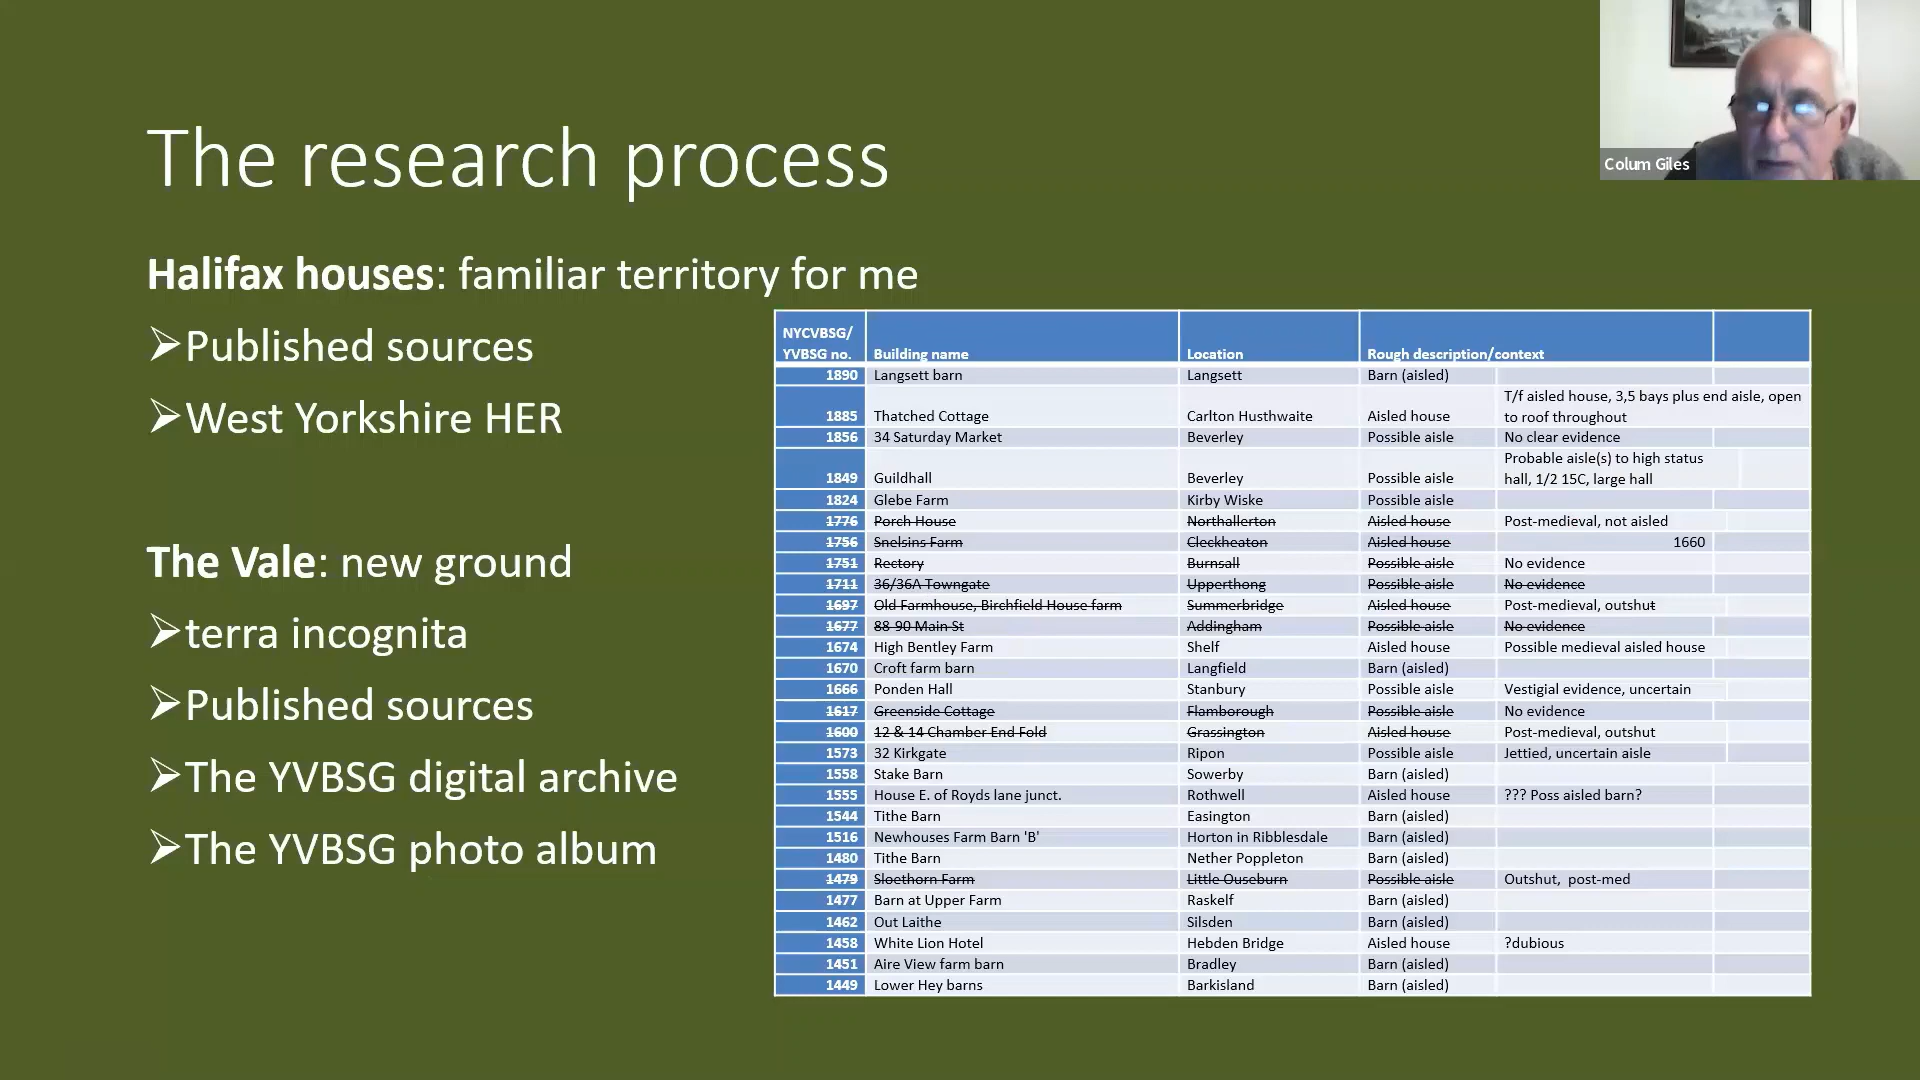 The research process
Colum Giles
Halifax houses: familiar territory for me
➢Published sources
➢West Yorkshire HER
The Vale: new ground
➢terra incognita
➢Published sources
➢The YVBSG digital archive
➢The YVBSG photo album
NYCVBSG/
YVBSG no. Building name Location Rough description/context
1890 Langsett barn Langsett Barn (aisled)
T/f aisled house, 3,5 bays plus end aisle, open
1885 Thatched Cottage Carlton Husthwaite Aisled house to roof throughout
1856 34 Saturday Market Beverley Possible aisle No clear evidence
Probable aisle(s) to high status
1849 Guildhall Beverley Possible aisle hall, 1/2 15C, large hall
1824 Glebe Farm Kirby Wiske Possible aisle
1776 Porch House Northallerton Aisled house Post-medieval, not aisled
1756 Snelsins Farm Cleckheaton Aisled house 1660
1751 Rectory Burnsall Possible aisle No evidence
1711 36/36A Towngate Upperthong Possible aisle No evidence
1697 Old Farmhouse, Birchfield House farm Summerbridge Aisled house Post-medieval, outshut
1677 88-90 Main St Addingham Possible aisle No evidence
1674 High Bentley Farm Shelf Aisled house Possible medieval aisled house
1670 Croft farm barn Langfield Barn (aisled)
1666 Ponden Hall Stanbury Possible aisle Vestigial evidence, uncertain
1617 Greenside Cottage Flamborough Possible aisle No evidence
1600 12 & 14 Chamber End Fold Grassington Aisled house Post-medieval, outshut
1573 32 Kirkgate Ripon Possible aisle Jettied, uncertain aisle
1558 Stake Barn Sowerby Barn (aisled)
1555 House E. of Royds lane junct. Rothwell Aisled house ??? Poss aisled barn?
1544 Tithe Barn Easington Barn (aisled)
1516 Newhouses Farm Barn 'B' Horton in Ribblesdale Barn (aisled)
1480 Tithe Barn Nether Poppleton Barn (aisled)
1479 Sloethorn Farm Little Ouseburn Possible aisle Outshut, post-med
1477 Barn at Upper Farm Raskelf Barn (aisled)
1462 Out Laithe Silsden Barn (aisled)
1458 White Lion Hotel Hebden Bridge Aisled house ?dubious
1451 Aire View farm barn Bradley Barn (aisled)
1449 Lower Hey barns Barkisland Barn (aisled)